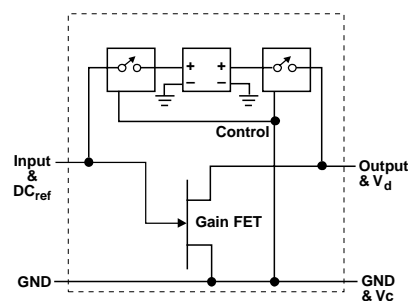 + +
− −
Control
Input
&
DCref
Output
& Vd
Gain FET
GND
GND
& Vc